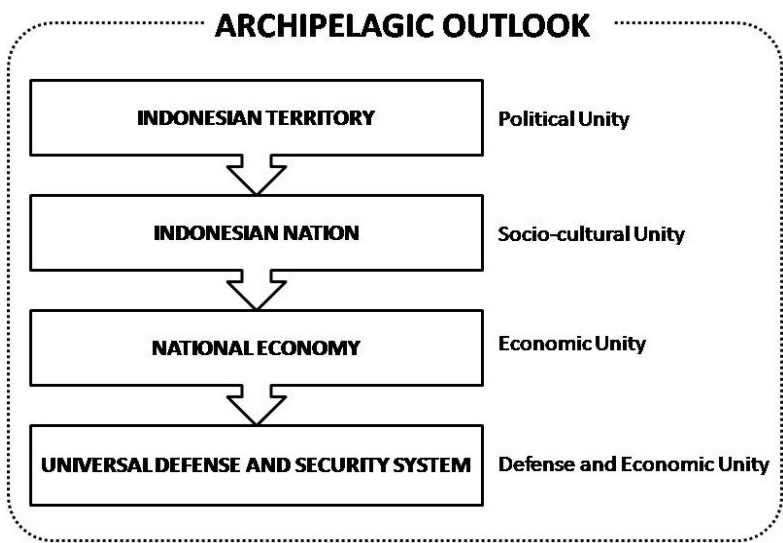 ARCHIPELAGIC OUTLOOK
INDONESIAN TERRITORY
Political Unity
INDONESIAN NATION
Socio-cultural Unity
NATIONAL ECONOMY
Economic Unity
UNIVERSAL DEFENSE AND SECURITY SYSTEM
Defense and Economic Unity